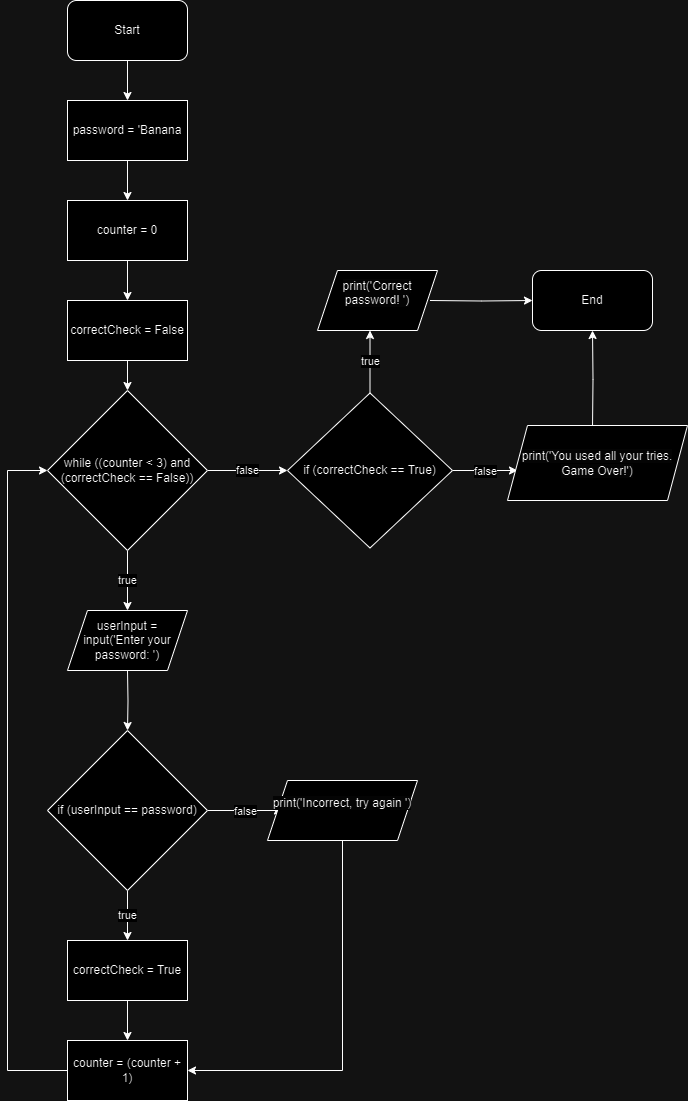 Start
password = 'Banana
counter = 0
correctCheck = False
print('Correct
password! ')
End
true
while ((counter < 3) and
(correctCheck == False))
false
if (correctCheck == True)
false
print('You used all your tries.
Game Over!')
true
userInput =
input('Enter your
password: ')
if (userInput == password)
false
print('Incorrect, try again ')
true
correctCheck = True
counter = (counter +
1)